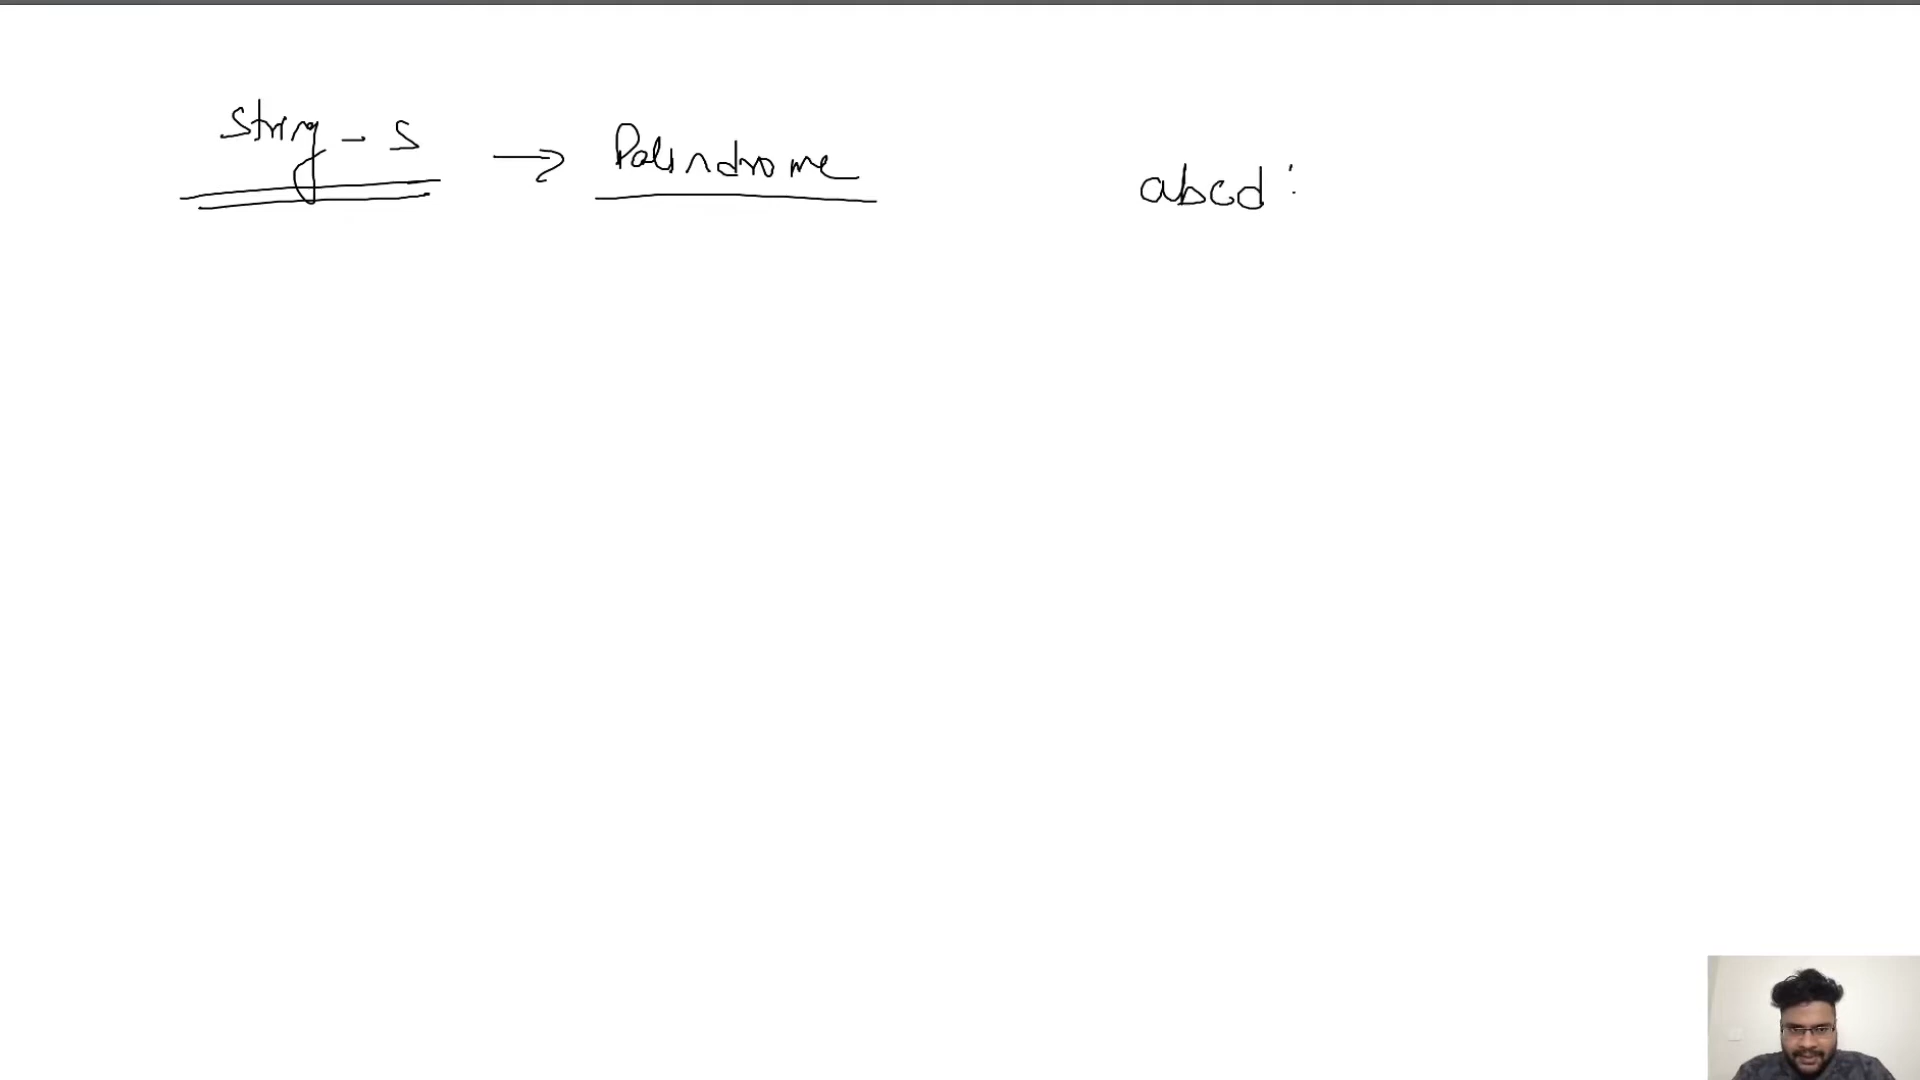 String - S → Palindrome abcd :